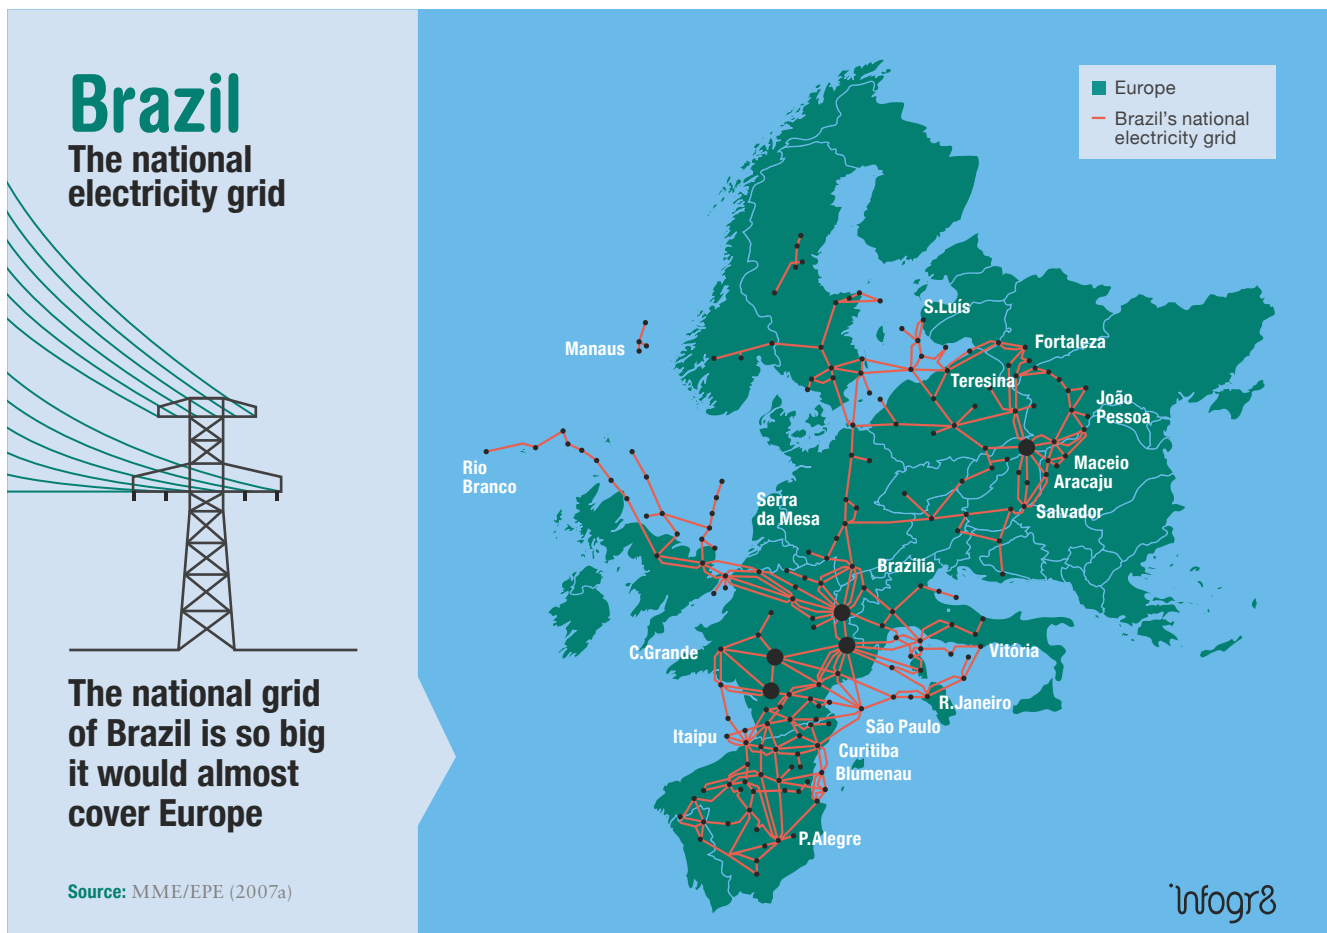 Brazil
The national
electricity grid
The national grid
of Brazil is so big
it would almost
cover Europe
Source: MME/EPE (2007a)
Europe
Brazil's national
electricity grid
S.Luís
Manaus
Fortaleza
Teresina
João
Pessoa
Rio
Branco
Maceio
Aracaju
Serra
da Mesa
Salvador
Brazília
C.Grande
Vitória
R.Janeiro
São Paulo
Itaipu
Curitiba
Blumenau
P.Alegre
infogr8